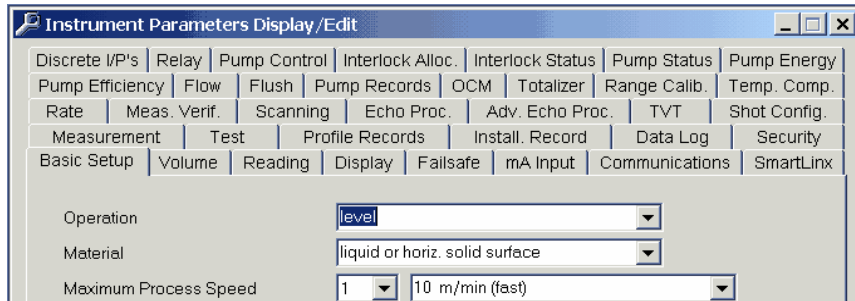 Instrument Parameters Display/Edit
Discrete I/P's Relay Pump Control Interlock Alloc. Interlock Status Pump Status Pump Energy
Pump Efficiency Flow Flush Pump Records OCM Totalizer Range Calib. Temp. Comp.
Rate Meas. Verif. Scanning Echo Proc. Adv. Echo Proc. TVT Shot Config.
Measurement Test Profile Records Install. Record Data Log Security
Basic Setup Volume Reading Display Failsafe mA Input Communications SmartLinx
Operation level
Material liquid or horiz. solid surface
Maximum Process Speed 1 10 m/min (fast)